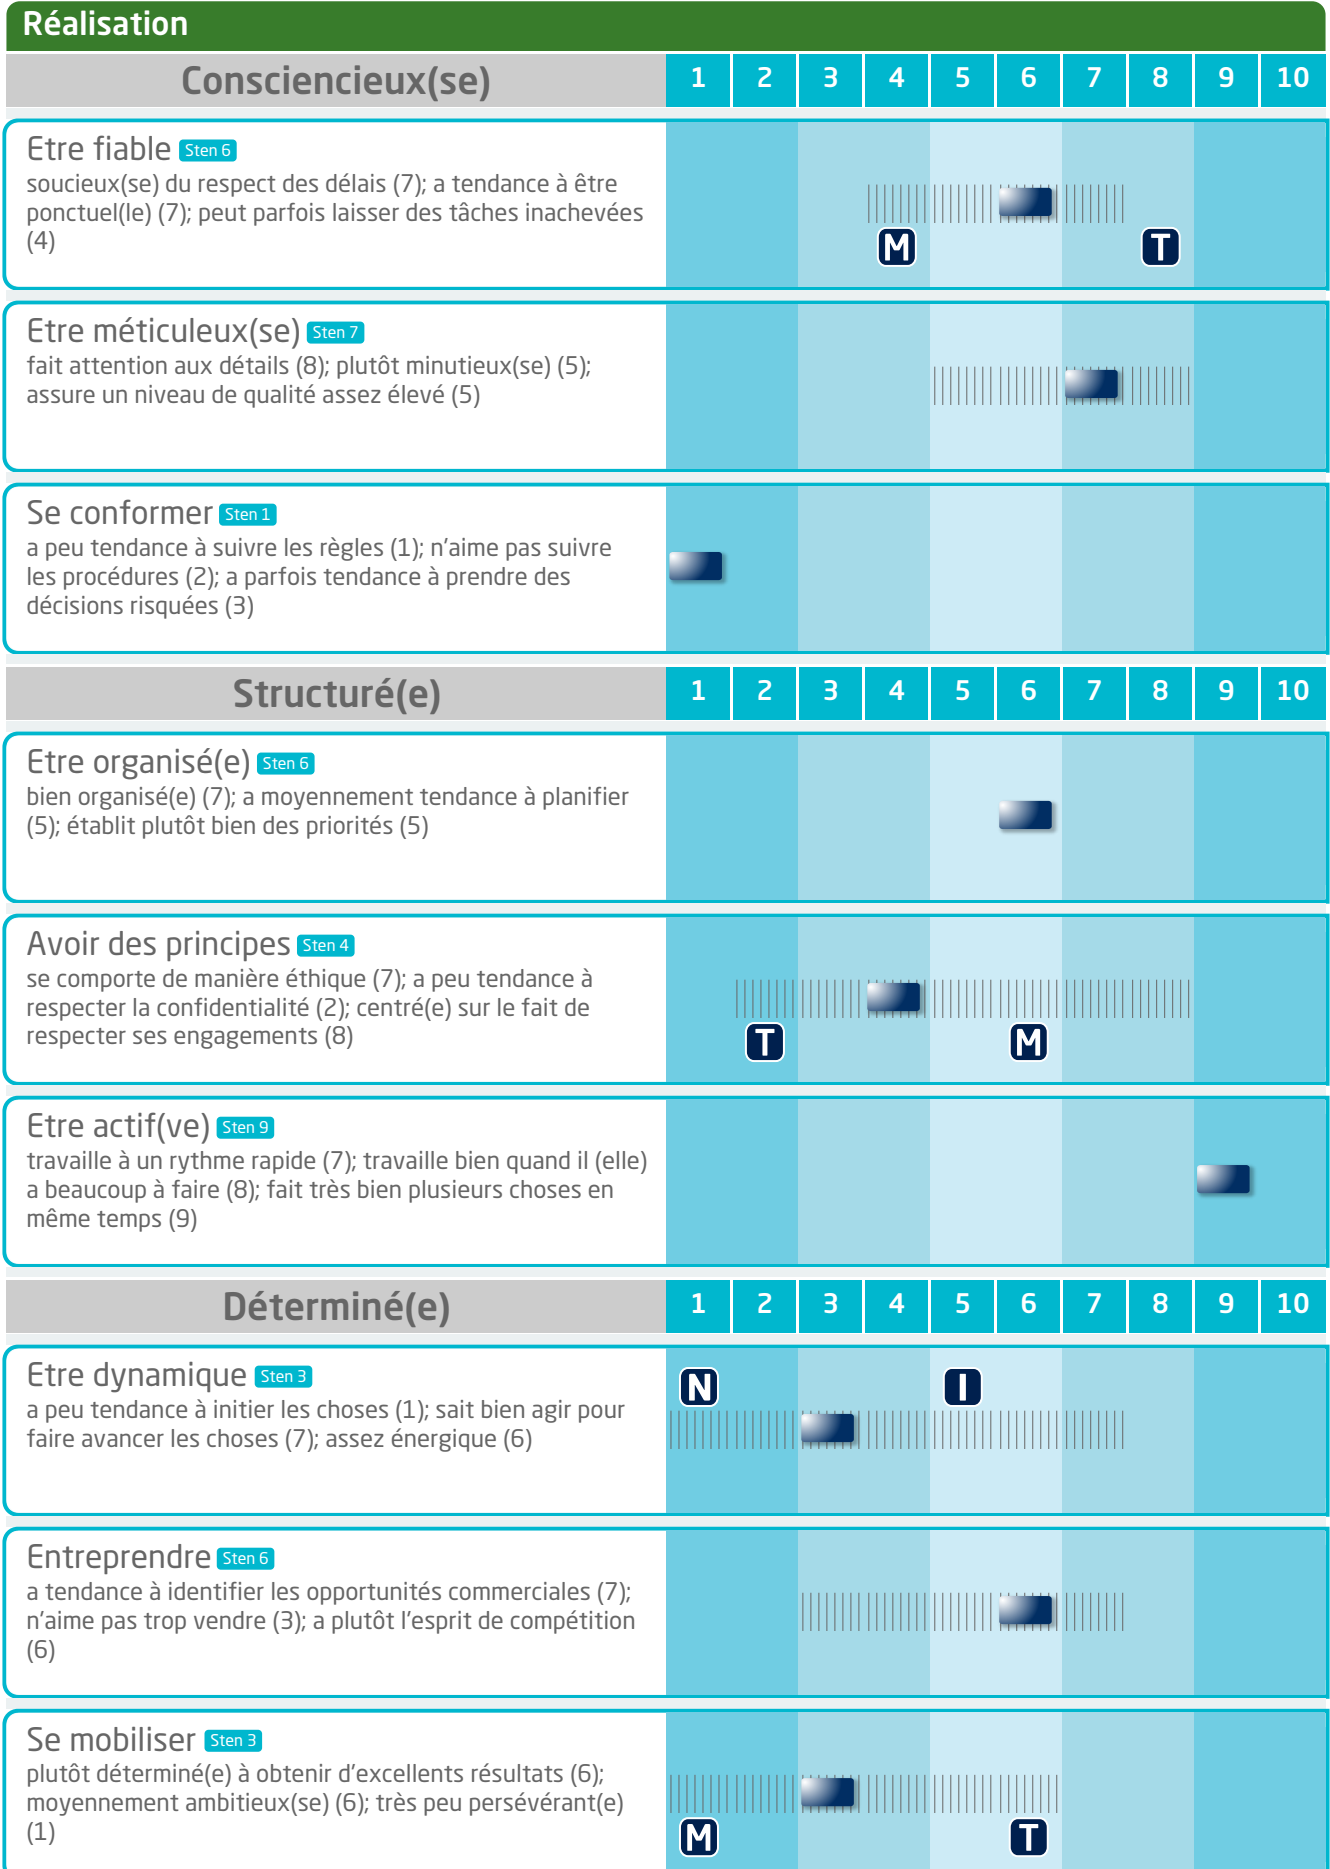 Réalisation
Consciencieux(se) 1 2 3 4 5 6 7 8 9 10
Etre fiable Sten 6
soucieux(se) du respect des délais (7); a tendance à être
ponctuel(le) (7); peut parfois laisser des tâches inachevées
(4)
M T
Etre méticuleux(se) Sten 7
fait attention aux détails (8); plutôt minutieux(se) (5);
assure un niveau de qualité assez élevé (5)
Se conformer Sten 1
a peu tendance à suivre les règles (1); n'aime pas suivre
les procédures (2); a parfois tendance à prendre des
décisions risquées (3)
Structuré(e) 1 2 3 4 5 6 7 8 9 10
Etre organisé(e) Sten 6
bien organisé(e) (7); a moyennement tendance à planifier
(5); établit plutôt bien des priorités (5)
Avoir des principes Sten 4
se comporte de manière éthique (7); a peu tendance à
respecter la confidentialité (2); centré(e) sur le fait de
respecter ses engagements (8)
T M
Etre actif(ve) Sten 9
travaille à un rythme rapide (7); travaille bien quand il (elle)
a beaucoup à faire (8); fait très bien plusieurs choses en
même temps (9)
Déterminé(e) 1 2 3 4 5 6 7 8 9 10
Etre dynamique Sten 3
N I
a peu tendance à initier les choses (1); sait bien agir pour
faire avancer les choses (7); assez énergique (6)
Entreprendre Sten 6
a tendance à identifier les opportunités commerciales (7);
n'aime pas trop vendre (3); a plutôt l'esprit de compétition
(6)
Se mobiliser Sten 3
plutôt déterminé(e) à obtenir d'excellents résultats (6);
moyennement ambitieux(se) (6); très peu persévérant(e)
(1)
M T